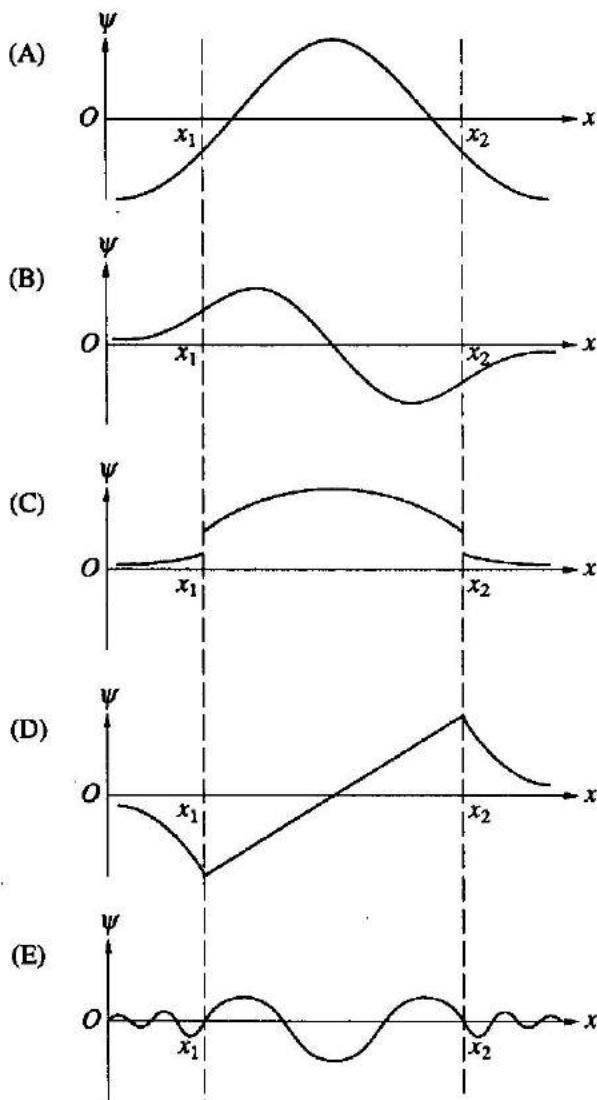 (A) ψ
O x₁ x₂ x
(B) ψ
O x₁ x₂ x
(C) ψ
O x₁ x₂ x
(D) ψ
O x₁ x₂ x
(E) ψ
O x₁ x₂ x